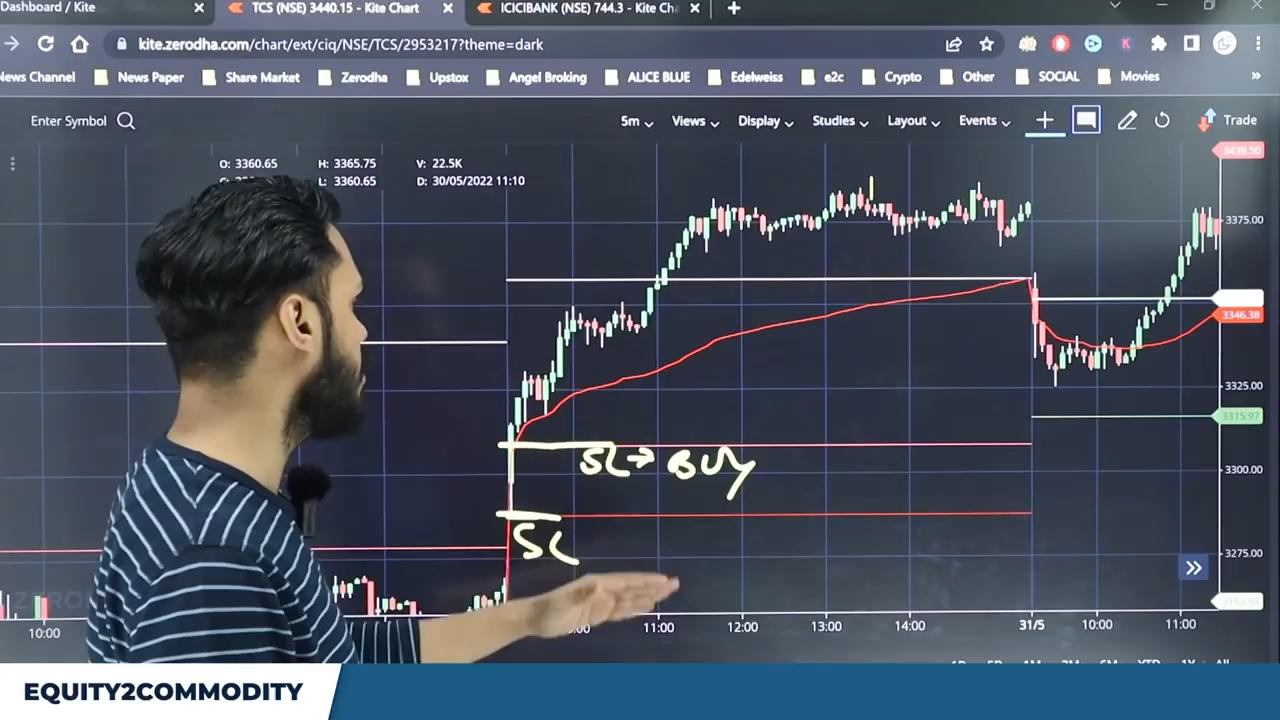 Dashboard / Kite
TCS (NSE) 3440.15 - Kite Chart
ICICIBANK (NSE) 744.3 - Kite Cha
kite.zerodha.com/chart/ext/ciq/NSE/TCS/2953217?theme=dark
News Channel News Paper Share Market Zerodha Upstox Angel Broking ALICE BLUE Edelweiss e2c Crypto Other SOCIAL Movies
Enter Symbol 5m Views Display Studies Layout Events Trade
O: 3360.65 H: 3365.75 V: 22.5K
L: 3360.65 D: 30/05/2022 11:10
3439.50
3375.00
3346.38
3325.00
3315.97
SL → BUY
3300.00
SL
3275.00
10:00 11:00 12:00 13:00 14:00 31/5 10:00 11:00
EQUITY2COMMODITY